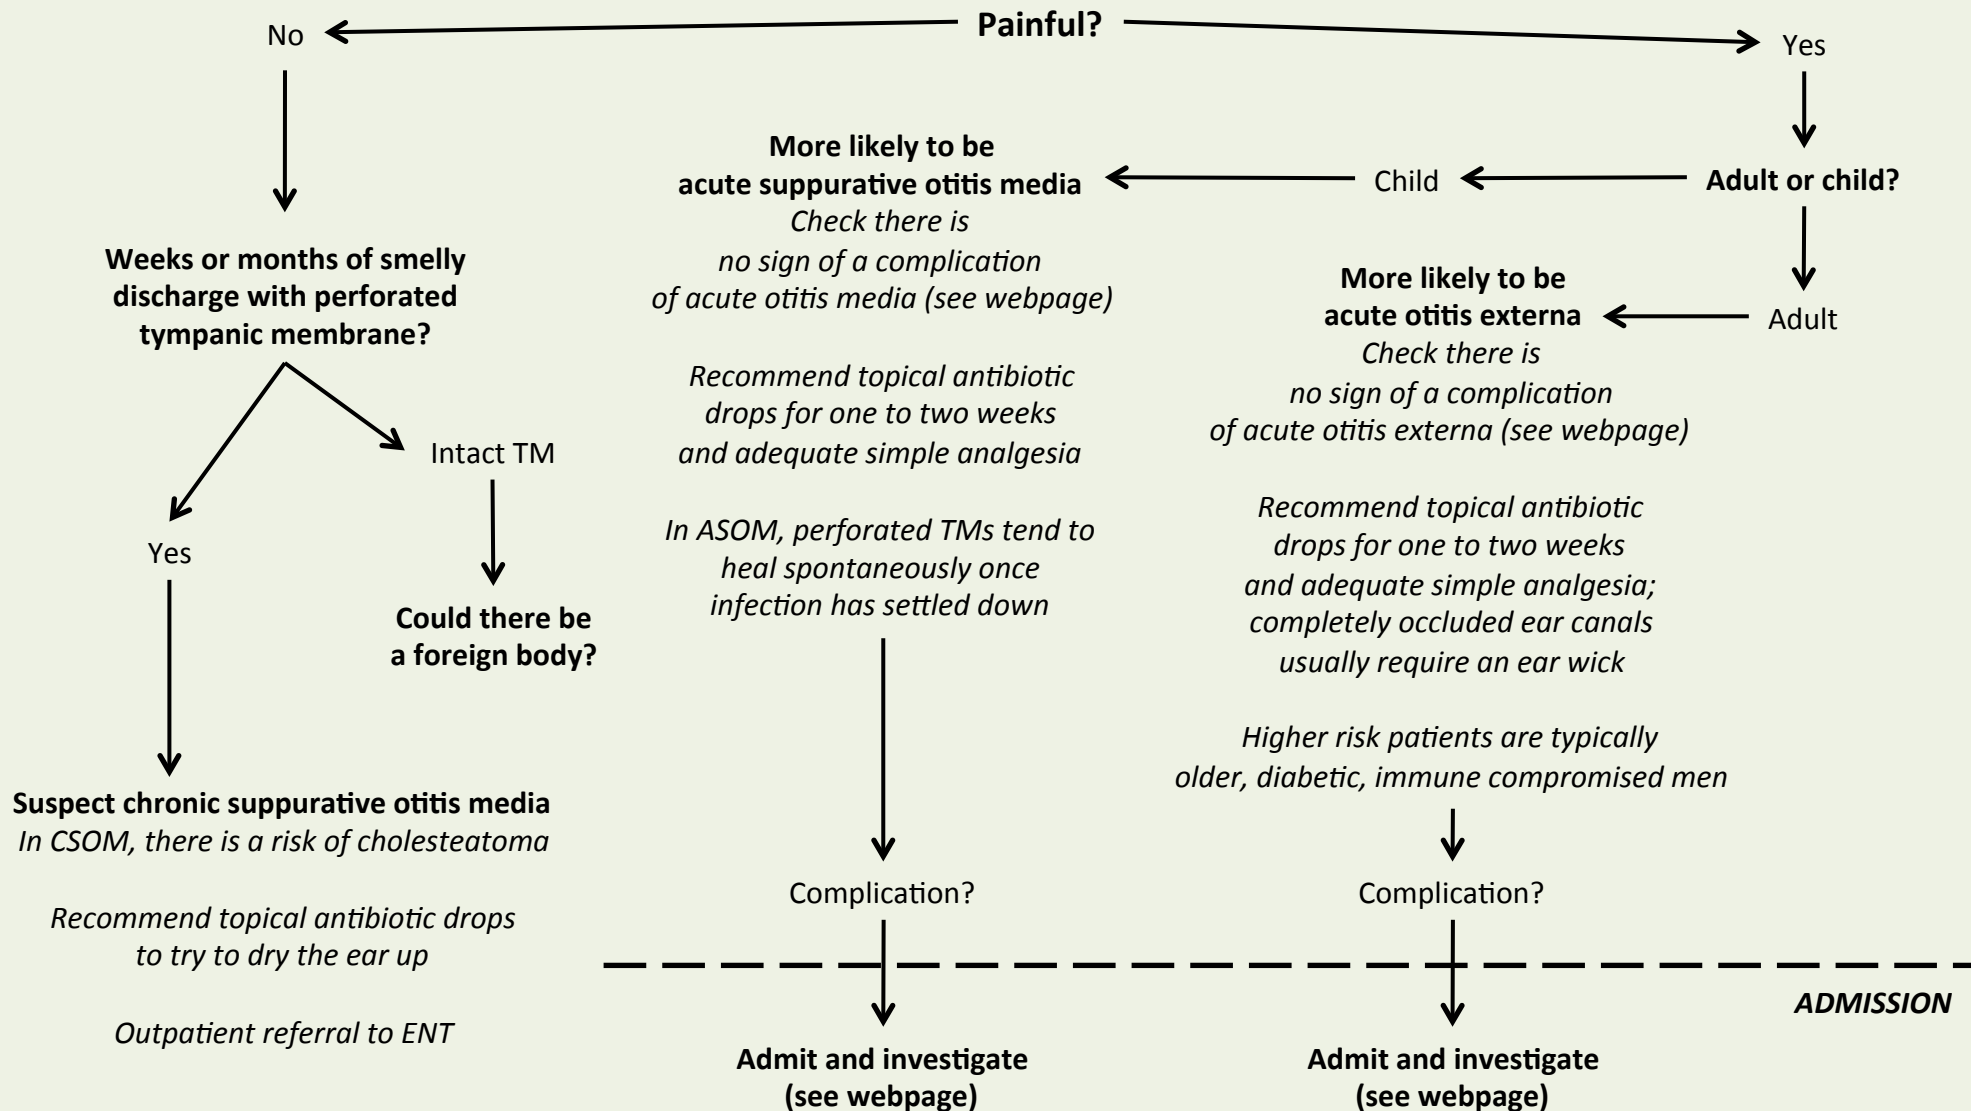 Painful?
No
Yes
Adult or child?
Child
More likely to be
acute suppurative otitis media
Check there is
no sign of a complication
of acute otitis media (see webpage)
Recommend topical antibiotic
drops for one to two weeks
and adequate simple analgesia
In ASOM, perforated TMs tend to
heal spontaneously once
infection has settled down
Complication?
Admit and investigate
(see webpage)
Adult
More likely to be
acute otitis externa
Check there is
no sign of a complication
of acute otitis externa (see webpage)
Recommend topical antibiotic
drops for one to two weeks
and adequate simple analgesia;
completely occluded ear canals
usually require an ear wick
Higher risk patients are typically
older, diabetic, immune compromised men
Complication?
ADMISSION
Admit and investigate
(see webpage)
Weeks or months of smelly
discharge with perforated
tympanic membrane?
Intact TM
Could there be
a foreign body?
Yes
Suspect chronic suppurative otitis media
In CSOM, there is a risk of cholesteatoma
Recommend topical antibiotic drops
to try to dry the ear up
Outpatient referral to ENT